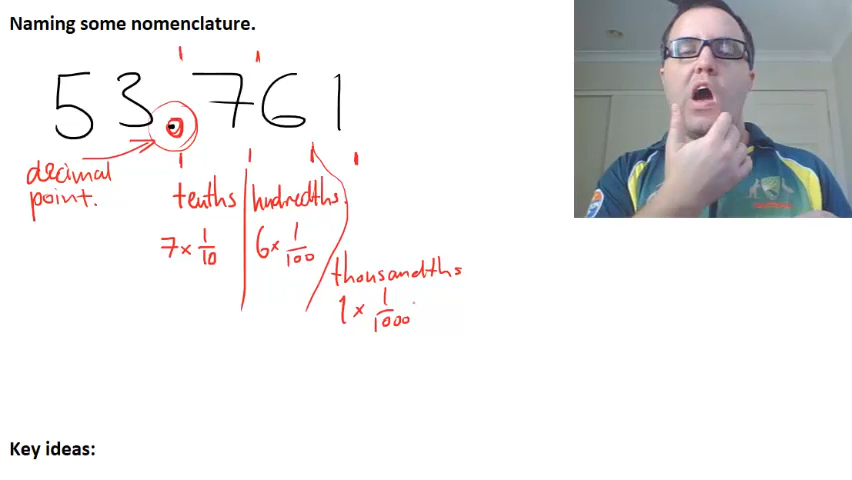 Naming some nomenclature.
53.761
decimal
point.
tenths hundredths
7 × 1/10 6 × 1/100
thousandths
1 × 1/1000
Key ideas: